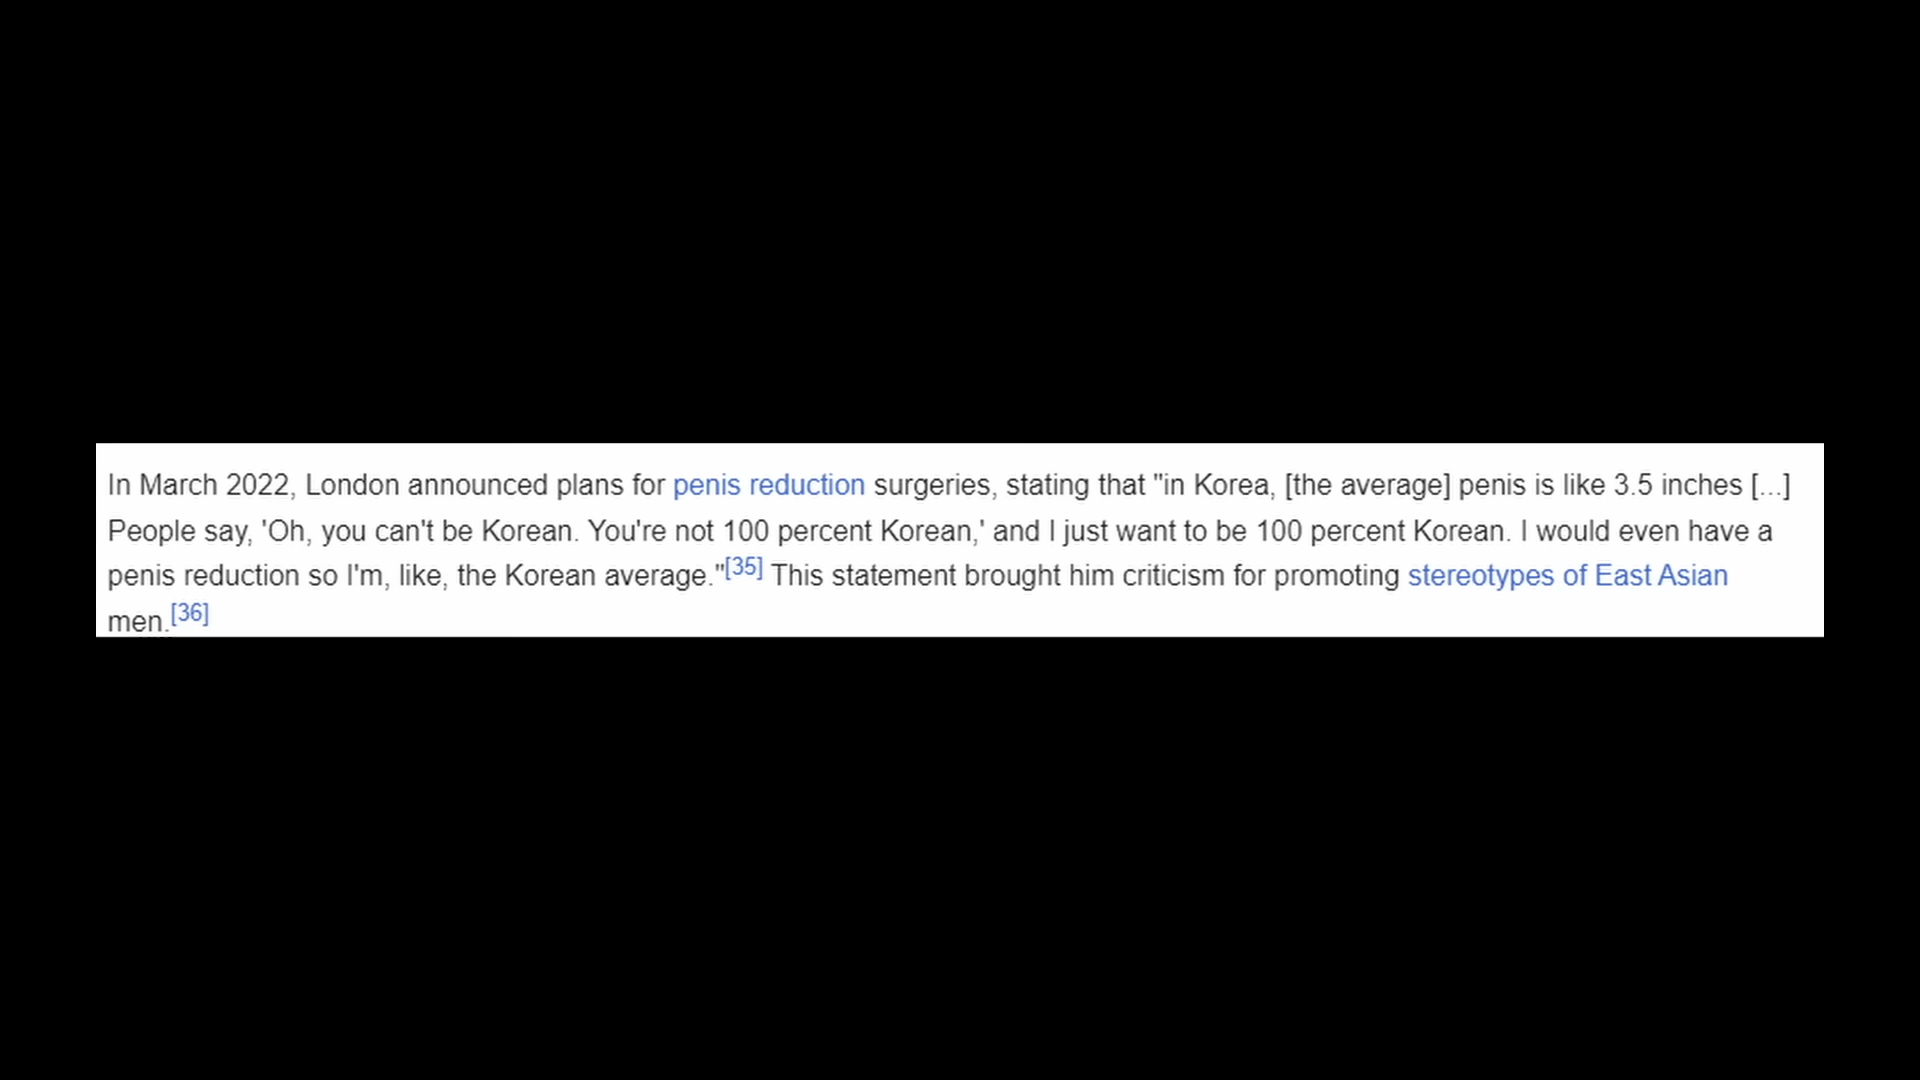 In March 2022, London announced plans for penis reduction surgeries, stating that "in Korea, [the average] penis is like 3.5 inches [...]
People say, 'Oh, you can't be Korean. You're not 100 percent Korean,' and I just want to be 100 percent Korean. I would even have a
penis reduction so I'm, like, the Korean average."[35] This statement brought him criticism for promoting stereotypes of East Asian
men.[36]